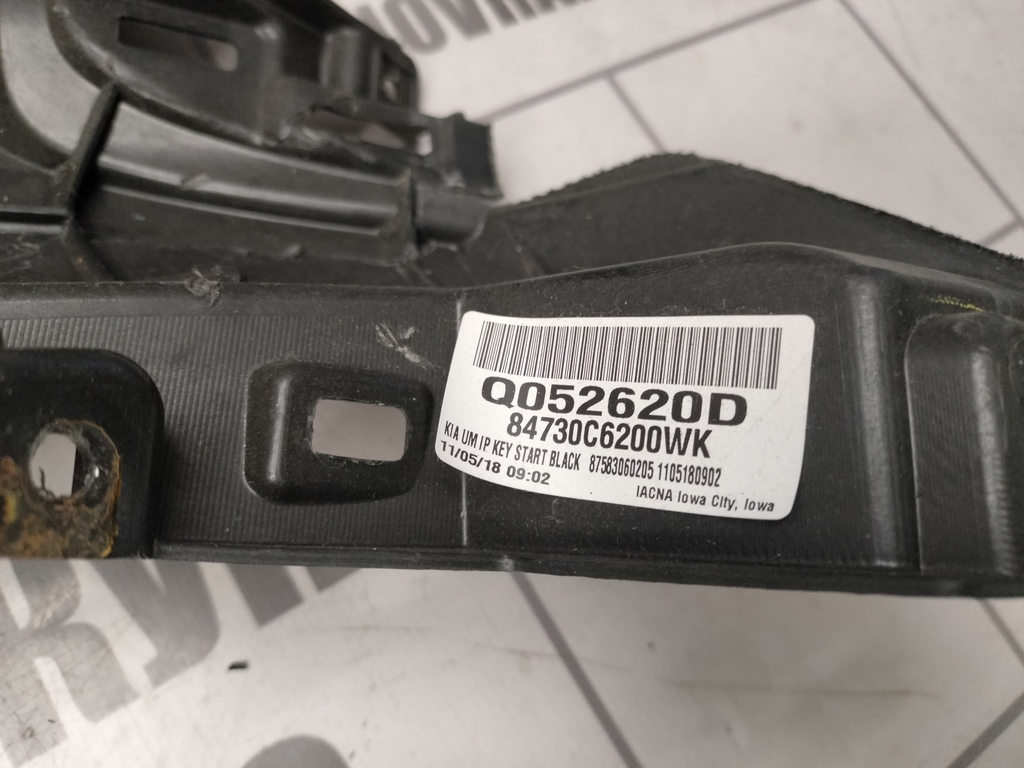 Q052620D
84730C6200WK
KIA UM IP KEY START BLACK 87583060205 1105180902
11/05/18 09:02
IACNA Iowa City, Iowa